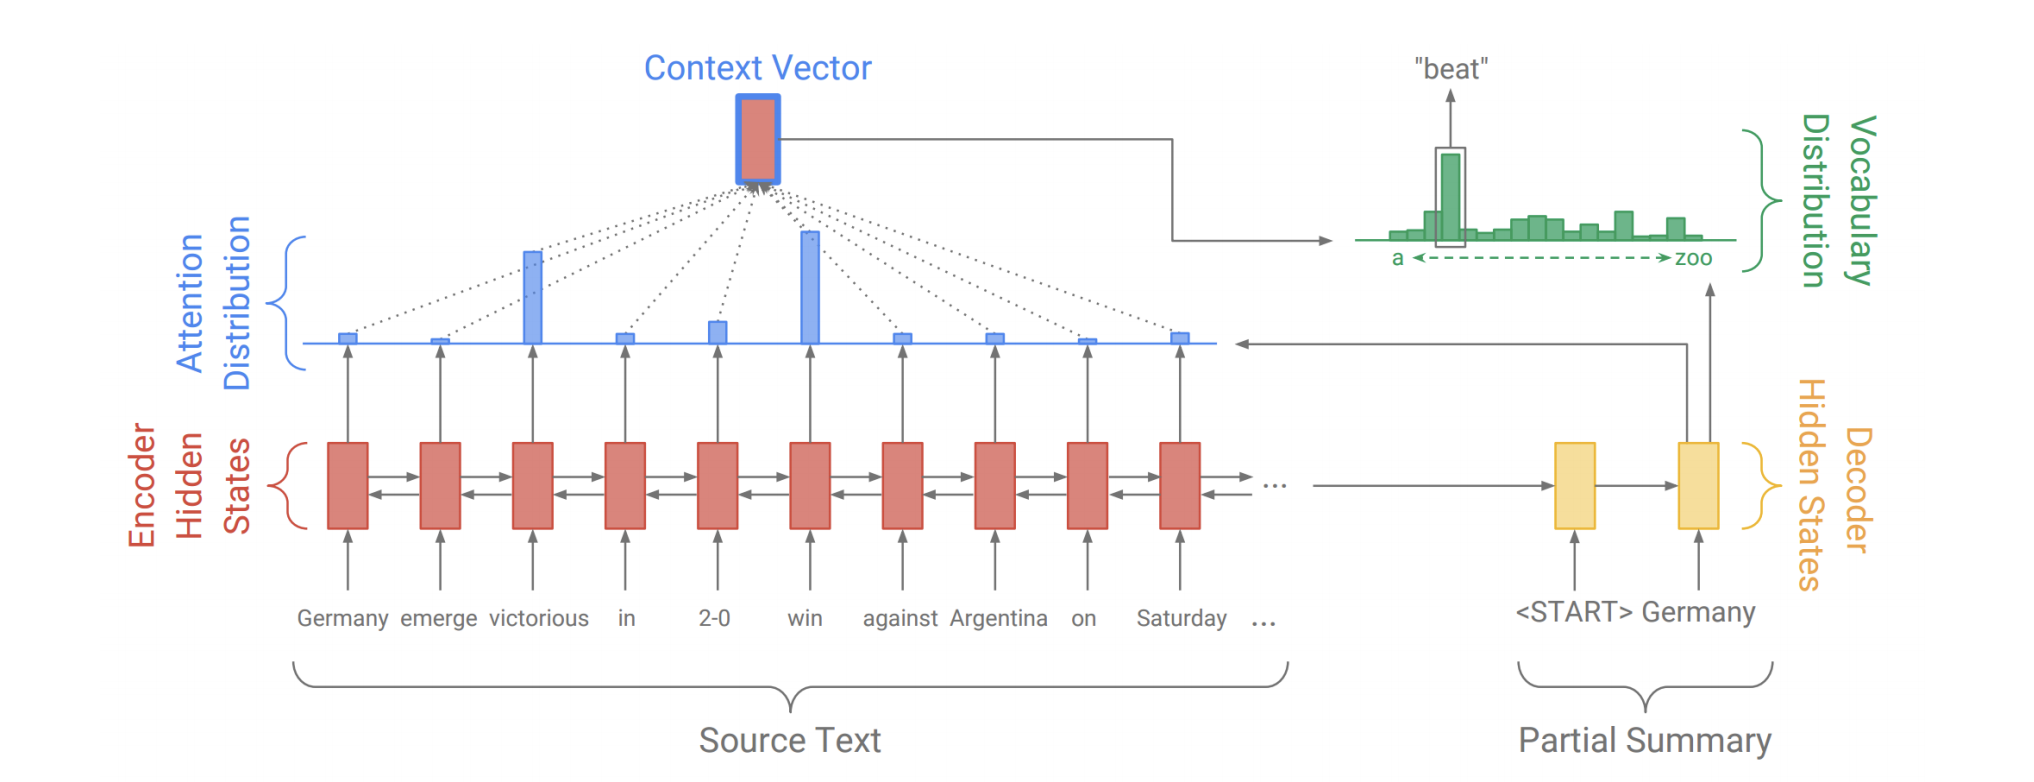 Context Vector
"beat"
Vocabulary
Distribution
a
zoo
Attention
Distribution
Encoder
Hidden
States
Decoder
Hidden States
...
Germany emerge victorious in 2-0 win against Argentina on Saturday ...
<START> Germany
Source Text
Partial Summary